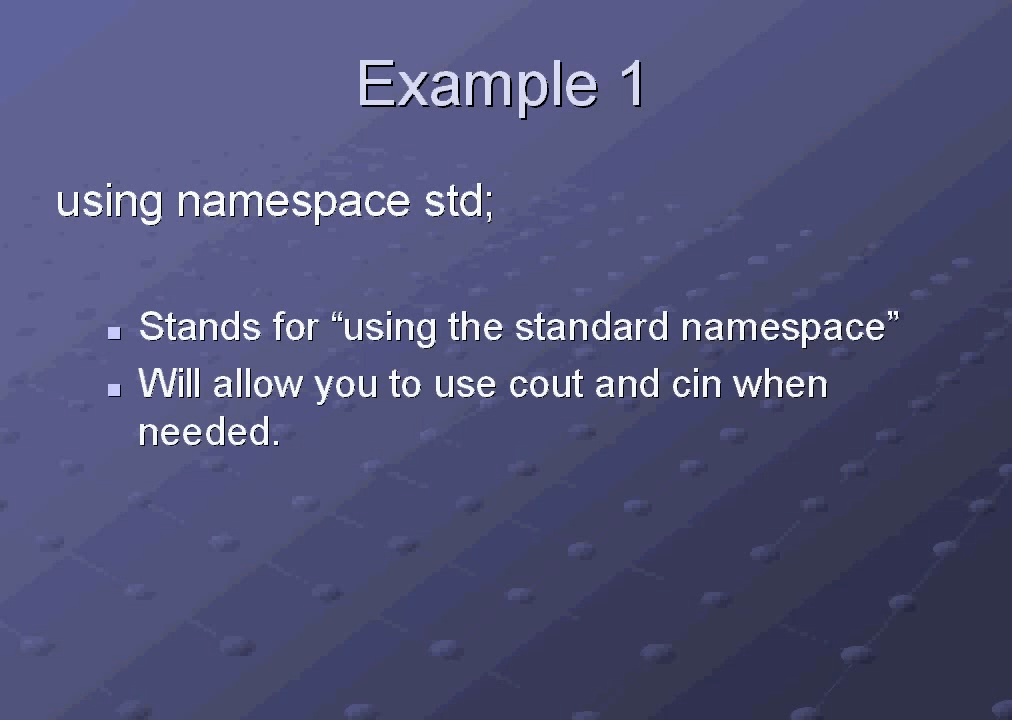 Example 1
using namespace std;
Stands for “using the standard namespace”
Will allow you to use cout and cin when
needed.